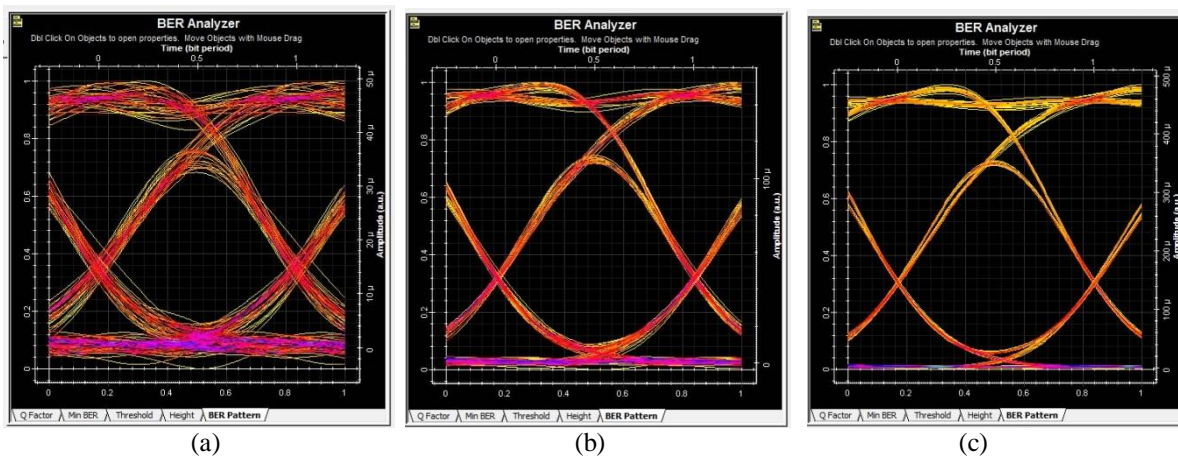 BER Analyzer
Dbl Click On Objects to open properties. Move Objects with Mouse Drag
Time (bit period)
0 0.5 1
1
0.8
0.6
0.4
0.2
0
50 μ
40 μ
30 μ
20 μ
10 μ
0
Amplitude (a.u.)
0 0.2 0.4 0.6 0.8 1
Q Factor Min BER Threshold Height BER Pattern
(a)
BER Analyzer
Dbl Click On Objects to open properties. Move Objects with Mouse Drag
Time (bit period)
0 0.5 1
1
0.8
0.6
0.4
0.2
0
100 μ
0
Amplitude (a.u.)
0 0.2 0.4 0.6 0.8 1
Q Factor Min BER Threshold Height BER Pattern
(b)
BER Analyzer
Dbl Click On Objects to open properties. Move Objects with Mouse Drag
Time (bit period)
0 0.5 1
1
0.8
0.6
0.4
0.2
0
500 μ
400 μ
300 μ
200 μ
150 μ
0
Amplitude (a.u.)
0 0.2 0.4 0.6 0.8 1
Q Factor Min BER Threshold Height BER Pattern
(c)